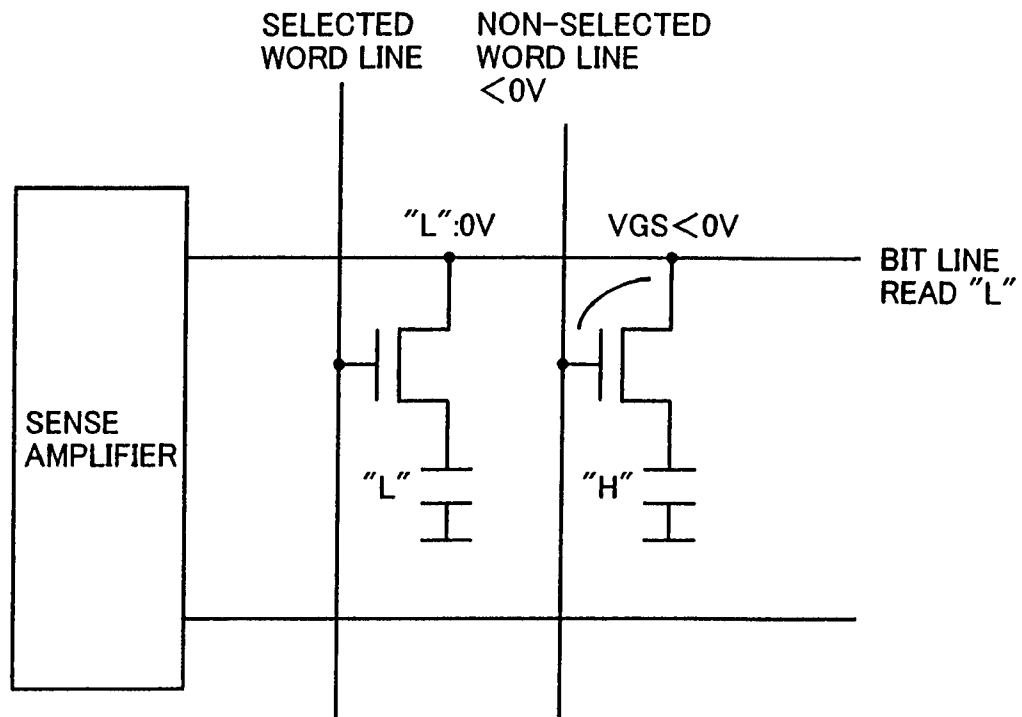 SELECTED
WORD LINE
NON-SELECTED
WORD LINE
<0V
"L":0V
VGS<0V
BIT LINE
READ "L"
SENSE
AMPLIFIER
"L"
"H"